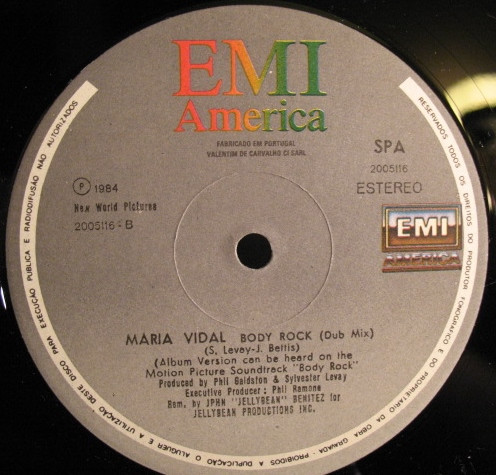 EMI
America
FABRICADO EM PORTUGAL
VALENTIM DE CARVALHO CI SARL
SPA
2005116
ESTEREO
Ⓟ 1984
New World Pictures
2005116-B
EMI
AMERICA
MARIA VIDAL BODY ROCK (Dub Mix)
(S. Levay-J. Bettis)
(Album Version can be heard on the
Motion Picture Soundtrack "Body Rock")
Produced by Phil Galdston & Sylvester Levay
Executive Producer: Phil Ramone
Rem, by JPHN "JELLYBEAN" BENITEZ for
JELLYBEAN PRODUCTIONS INC.
RESERVADOS TODOS OS DIREITOS DO PRODUTOR FONOGRÁFICO E DO PROPRIETÁRIO DA OBRA GRAVADA·PROIBIDOS A DUPLICAÇÃO O ALUGUER E A UTILIZAÇÃO DESTE DISCO PARA EXECUÇÃO PÚBLICA E RADIODIFUSÃO NÃO AUTORIZADOS